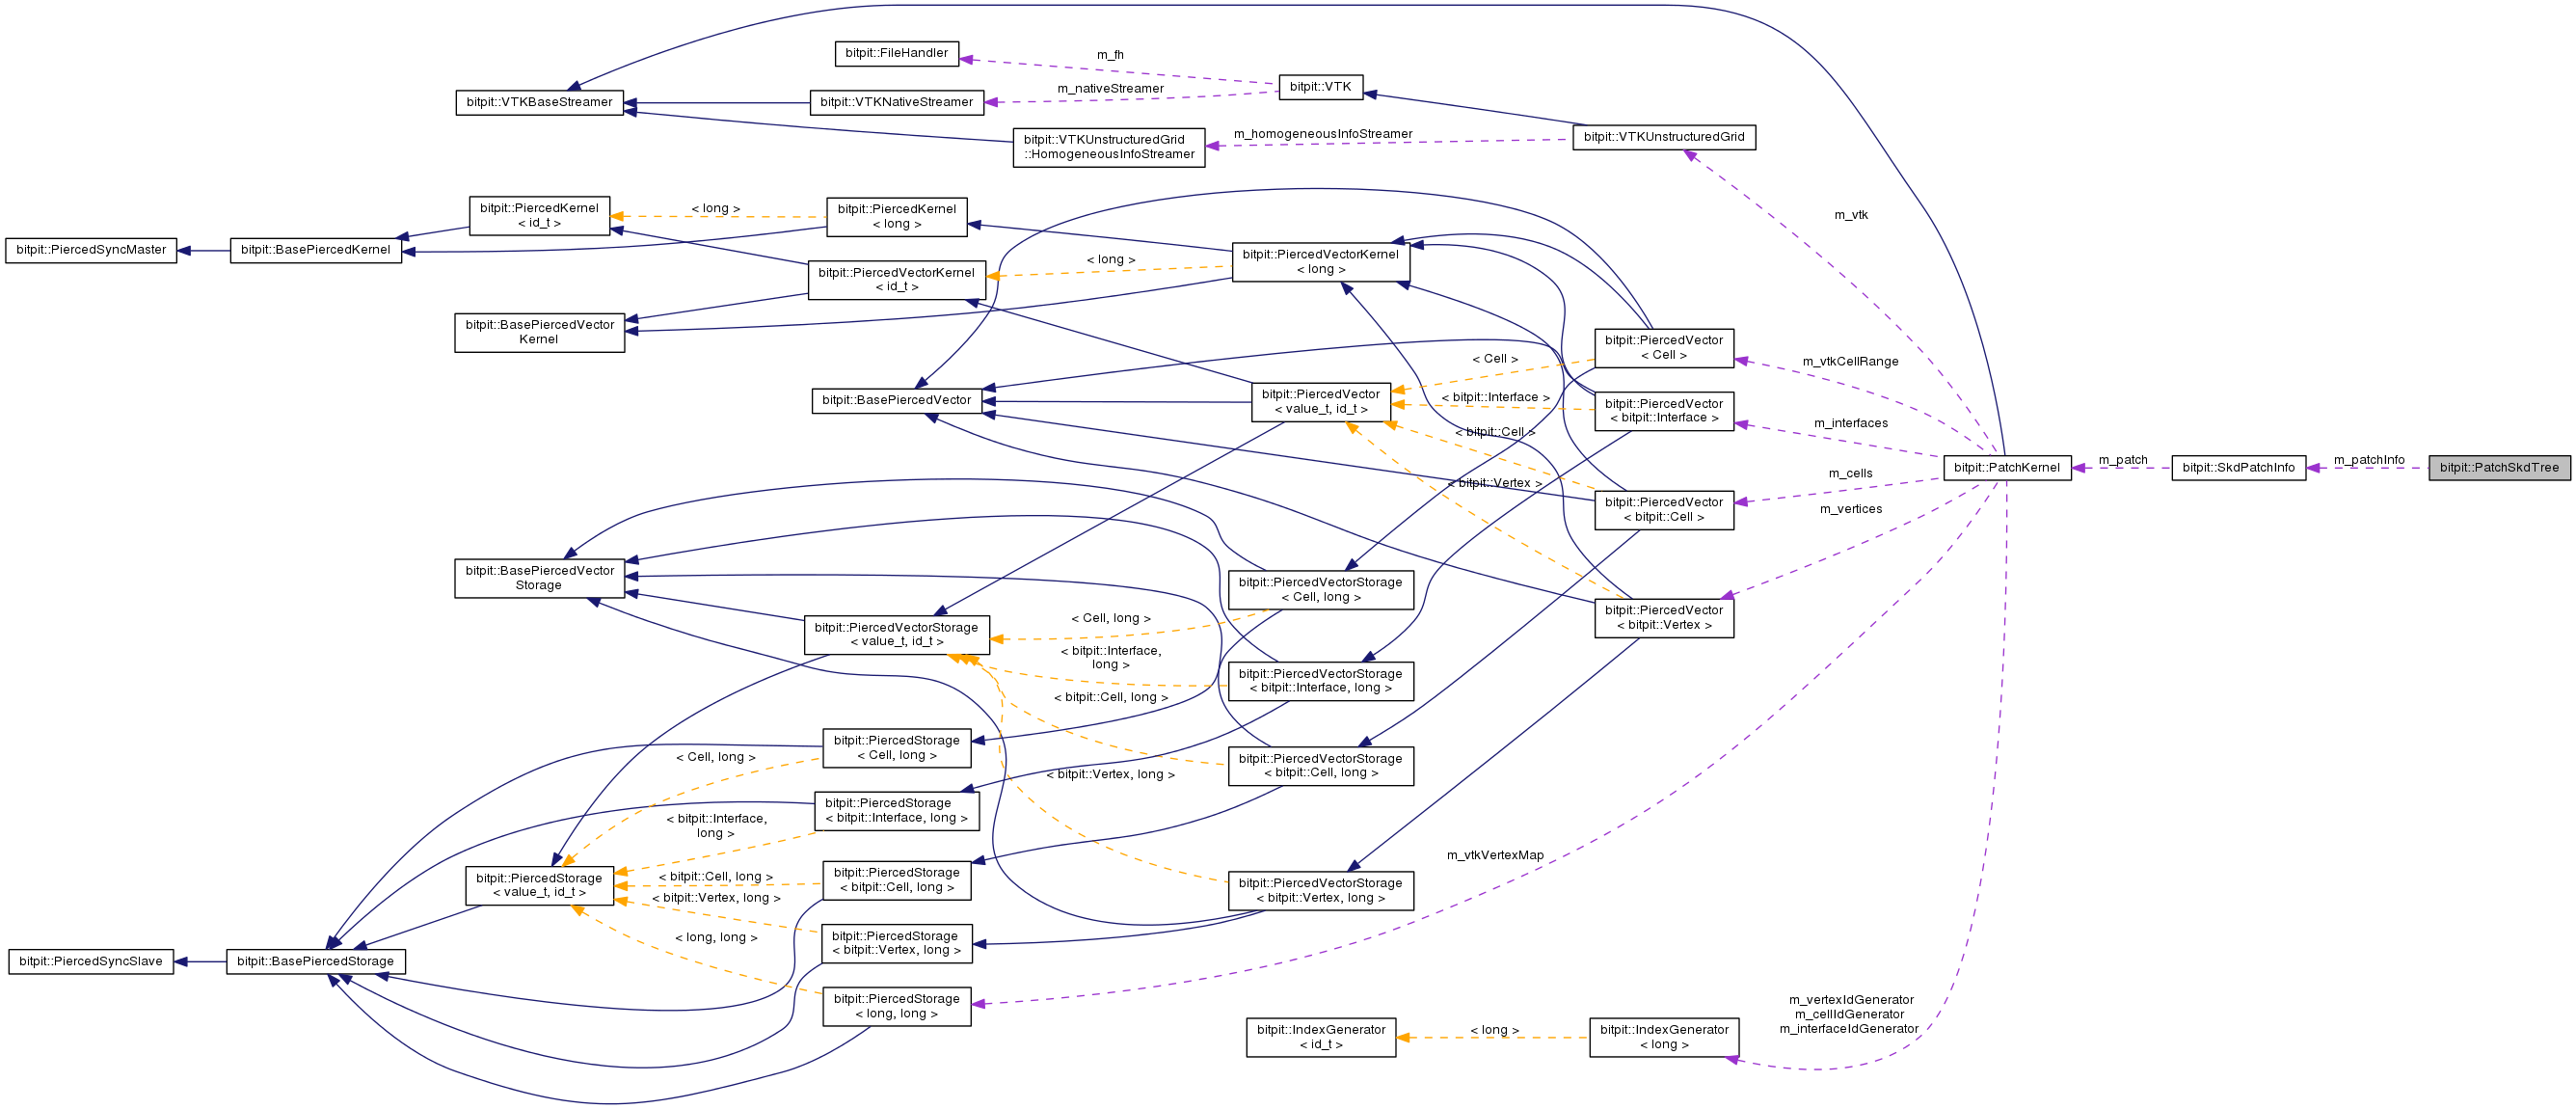 bitpit::FileHandler
m_fh
bitpit::VTKBaseStreamer
bitpit::VTKNativeStreamer
m_nativeStreamer
bitpit::VTK
bitpit::VTKUnstructuredGrid
::HomogeneousInfoStreamer
m_homogeneousInfoStreamer
bitpit::VTKUnstructuredGrid
m_vtk
bitpit::PiercedSyncMaster
bitpit::BasePiercedKernel
bitpit::PiercedKernel
< id_t >
< long >
bitpit::PiercedKernel
< long >
bitpit::PiercedVectorKernel
< id_t >
< long >
bitpit::PiercedVectorKernel
< long >
bitpit::BasePiercedVector
Kernel
bitpit::PiercedVector
< Cell >
< Cell >
m_vtkCellRange
bitpit::BasePiercedVector
bitpit::PiercedVector
< value_t, id_t >
< bitpit::Interface >
bitpit::PiercedVector
< bitpit::Interface >
m_interfaces
< bitpit::Cell >
bitpit::PatchKernel
m_patch
bitpit::SkdPatchInfo
m_patchInfo
bitpit::PatchSkdTree
m_cells
< bitpit::Vertex >
bitpit::PiercedVector
< bitpit::Cell >
m_vertices
bitpit::BasePiercedVector
Storage
bitpit::PiercedVectorStorage
< Cell, long >
bitpit::PiercedVector
< bitpit::Vertex >
bitpit::PiercedVectorStorage
< value_t, id_t >
< Cell, long >
< bitpit::Interface,
long >
bitpit::PiercedVectorStorage
< bitpit::Interface, long >
< bitpit::Cell, long >
bitpit::PiercedStorage
< Cell, long >
< Cell, long >
bitpit::PiercedVectorStorage
< bitpit::Cell, long >
< bitpit::Vertex, long >
bitpit::PiercedStorage
< bitpit::Interface, long >
< bitpit::Interface,
long >
m_vtkVertexMap
bitpit::PiercedStorage
< value_t, id_t >
< bitpit::Cell, long >
bitpit::PiercedStorage
< bitpit::Cell, long >
bitpit::PiercedVectorStorage
< bitpit::Vertex, long >
< bitpit::Vertex, long >
bitpit::PiercedStorage
< bitpit::Vertex, long >
< long, long >
bitpit::PiercedSyncSlave
bitpit::BasePiercedStorage
bitpit::PiercedStorage
< long, long >
m_vertexIdGenerator
m_cellIdGenerator
m_interfaceIdGenerator
bitpit::IndexGenerator
< id_t >
< long >
bitpit::IndexGenerator
< long >